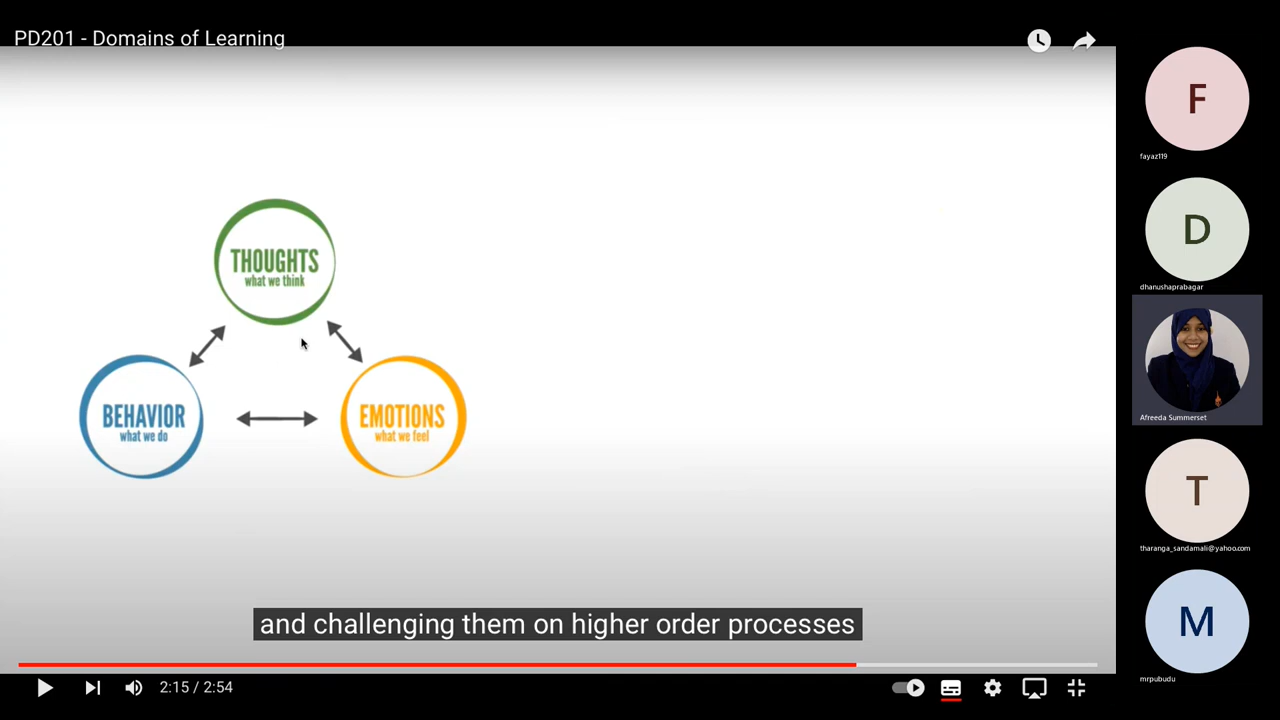 PD201 - Domains of Learning
THOUGHTS
what we think
BEHAVIOR
what we do
EMOTIONS
what we feel
and challenging them on higher order processes
2:15 / 2:54
F
fayaz119
D
dhanushaprabagar
Afreeda Summerset
T
tharanga_sandamali@yahoo.com
M
mrpubudu